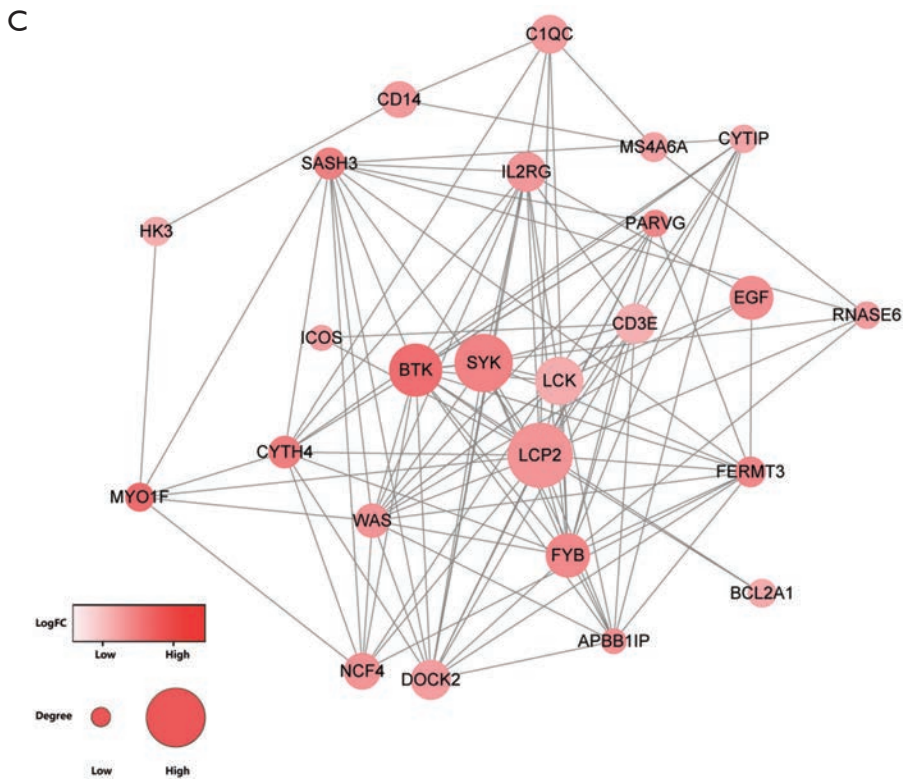 C
C1QC
CD14
MS4A6A
CYTIP
SASH3
IL2RG
HK3
PARVG
EGF
RNASE6
CD3E
ICOS
BTK
SYK
LCK
CYTH4
LCP2
FERMT3
MYO1F
WAS
FYB
BCL2A1
APBB1IP
NCF4
DOCK2
LogFC
Low High
Degree
Low High